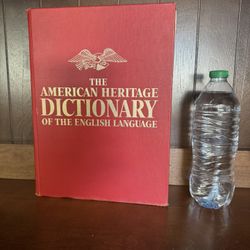 THE
AMERICAN HERITAGE
DICTIONARY
OF THE ENGLISH LANGUAGE